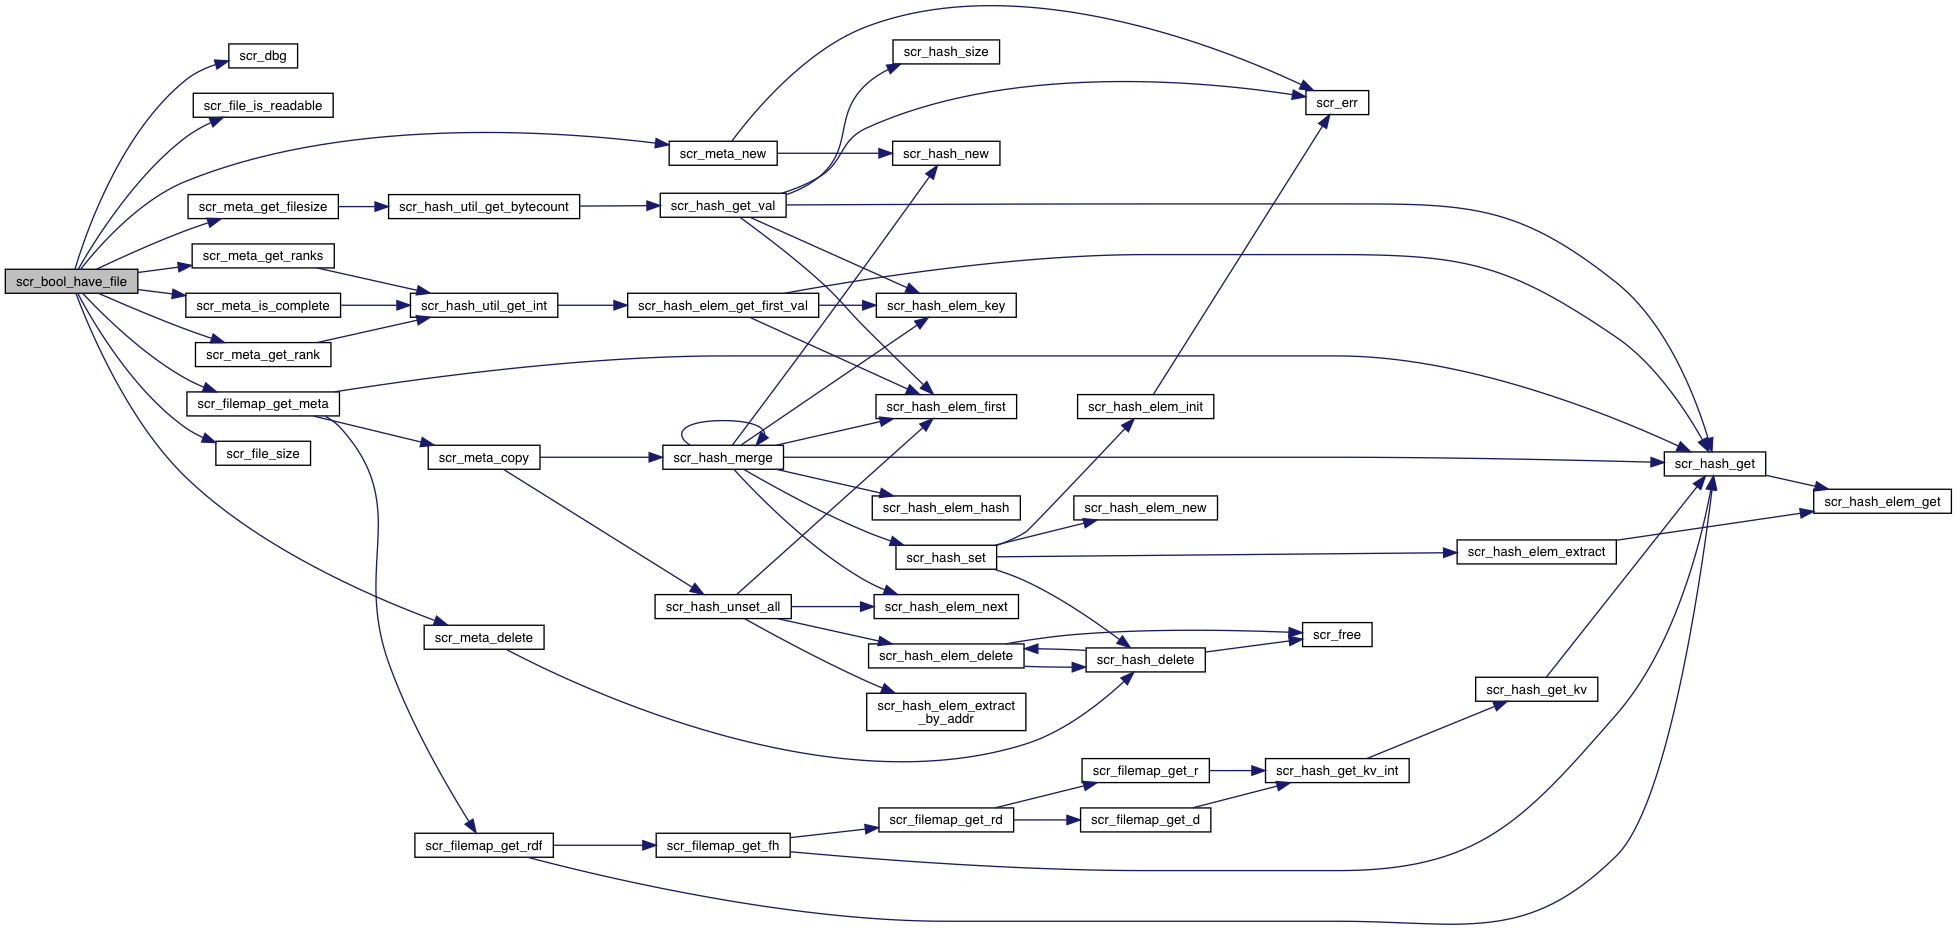 scr_bool_have_file
scr_dbg
scr_file_is_readable
scr_meta_new
scr_meta_get_filesize
scr_meta_get_ranks
scr_meta_is_complete
scr_meta_get_rank
scr_filemap_get_meta
scr_file_size
scr_meta_delete
scr_hash_util_get_bytecount
scr_hash_util_get_int
scr_meta_copy
scr_filemap_get_rdf
scr_hash_get_val
scr_hash_elem_get_first_val
scr_hash_merge
scr_hash_unset_all
scr_filemap_get_fh
scr_hash_size
scr_hash_new
scr_hash_elem_key
scr_hash_elem_first
scr_hash_elem_hash
scr_hash_set
scr_hash_elem_next
scr_hash_elem_delete
scr_hash_elem_extract
_by_addr
scr_filemap_get_rd
scr_hash_elem_init
scr_hash_elem_new
scr_hash_delete
scr_filemap_get_r
scr_filemap_get_d
scr_err
scr_free
scr_hash_get_kv_int
scr_hash_elem_extract
scr_hash_get_kv
scr_hash_get
scr_hash_elem_get